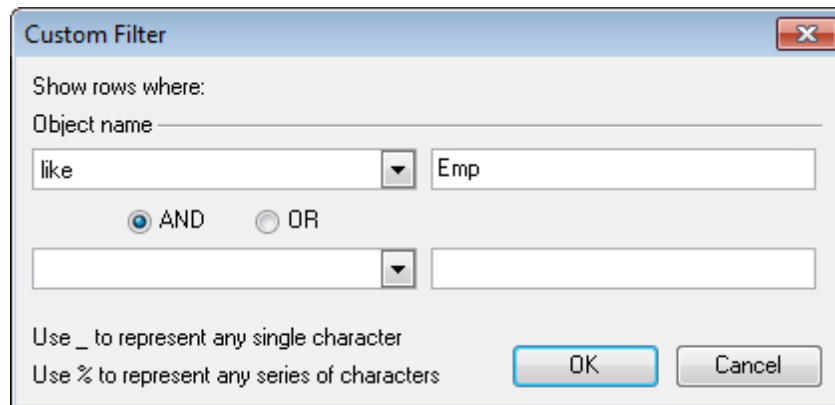 Custom Filter
Show rows where:
Object name
like Emp
AND OR
Use _ to represent any single character
Use % to represent any series of characters
OK Cancel